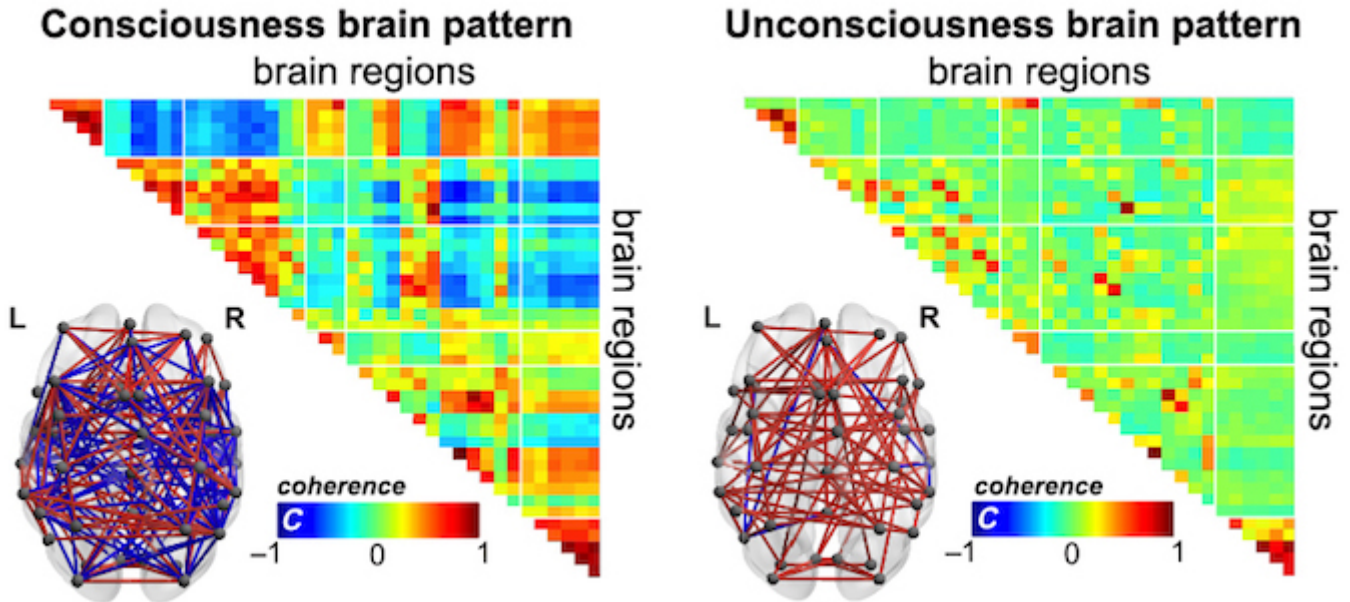 Consciousness brain pattern
brain regions
brain regions
L
R
coherence
C
–1
0
1
Unconsciousness brain pattern
brain regions
brain regions
L
R
coherence
C
–1
0
1